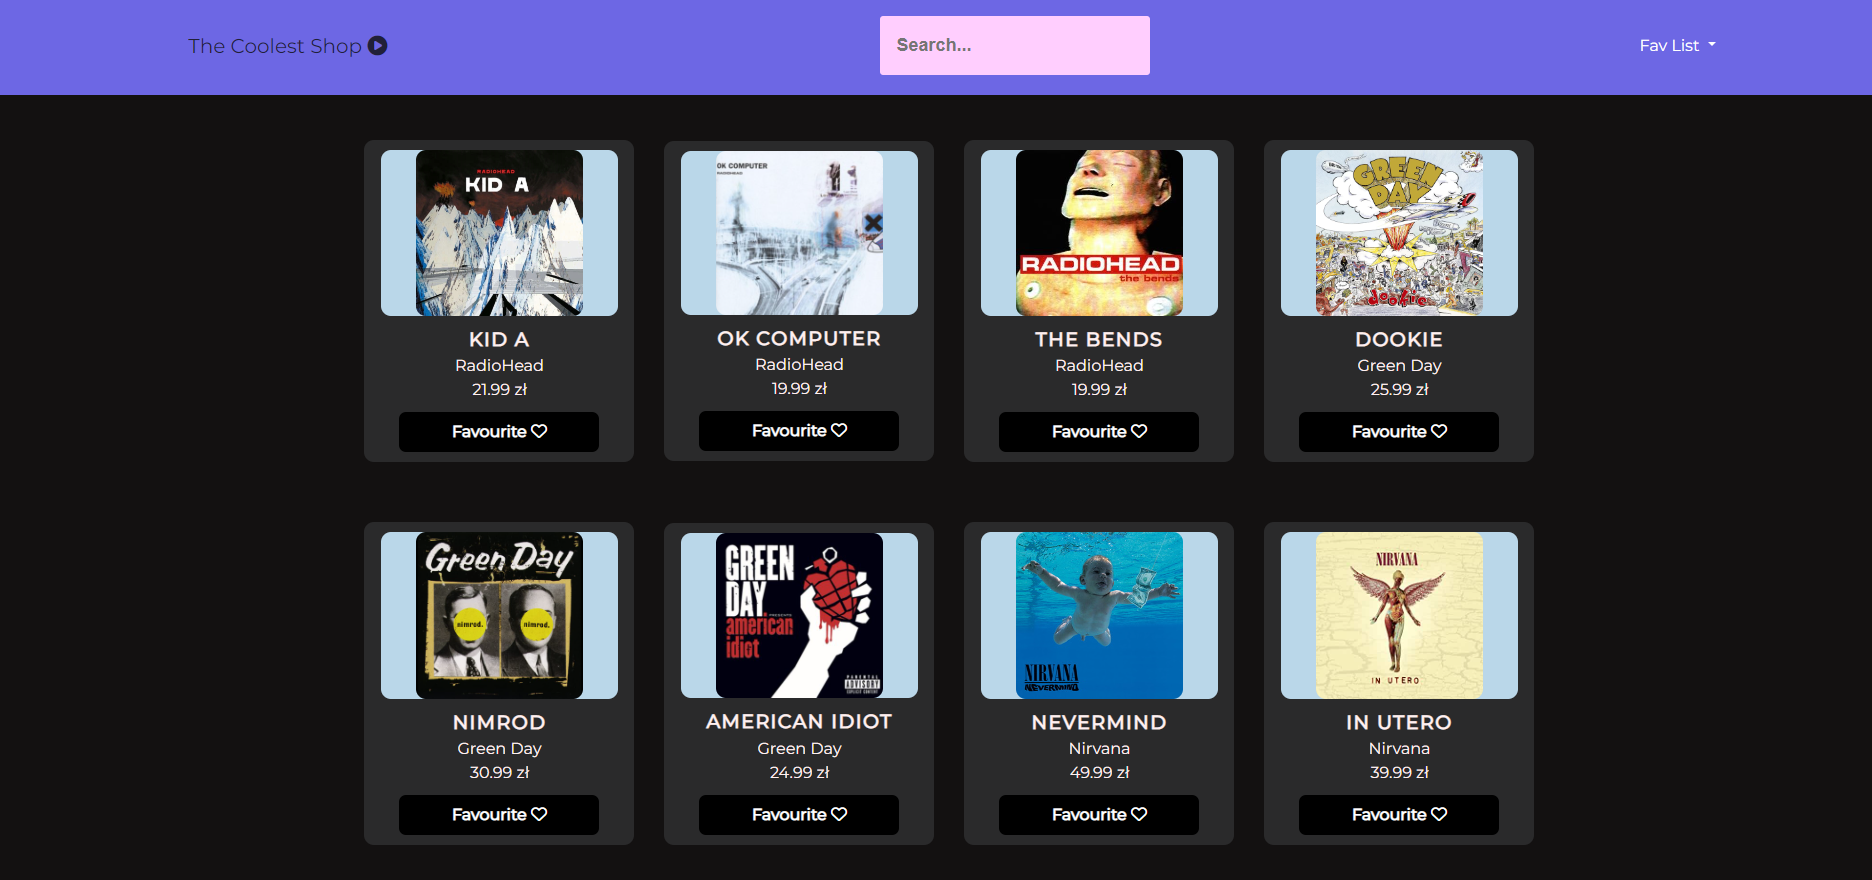 The Coolest Shop
Search...
Fav List
RADIOHEAD
KID A
OK COMPUTER
RADIOHEAD
RADIOHEAD
the bends
GREEN
DAY
dookie
KID A
RadioHead
21.99 zł
Favourite
OK COMPUTER
RadioHead
19.99 zł
Favourite
THE BENDS
RadioHead
19.99 zł
Favourite
DOOKIE
Green Day
25.99 zł
Favourite
Green Day
nimrod.
nimrod.
GREEN
DAY.
PRESENTS
american
idiot
PARENTAL
ADVISORY
EXPLICIT CONTENT
NIRVANA
NEVERMIND
NIRVANA
IN UTERO
NIMROD
Green Day
30.99 zł
Favourite
AMERICAN IDIOT
Green Day
24.99 zł
Favourite
NEVERMIND
Nirvana
49.99 zł
Favourite
IN UTERO
Nirvana
39.99 zł
Favourite